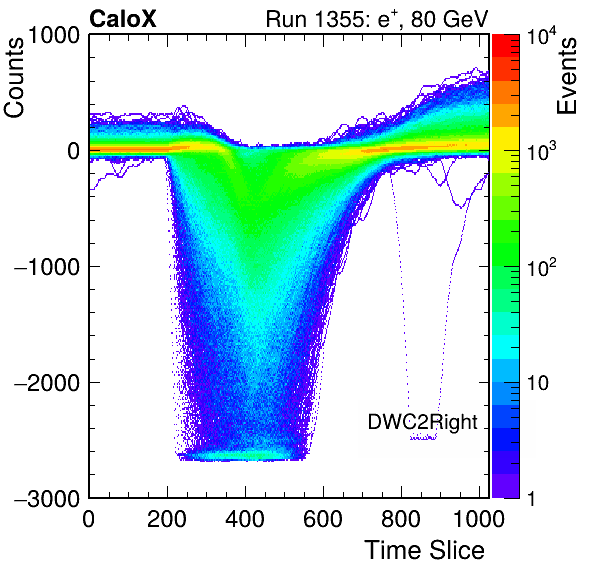 CaloX
Run 1355: e⁺, 80 GeV
Counts
1000
0
−1000
−2000
−3000
0 200 400 600 800 1000
Time Slice
DWC2Right
Events
10⁴
10³
10²
10
1